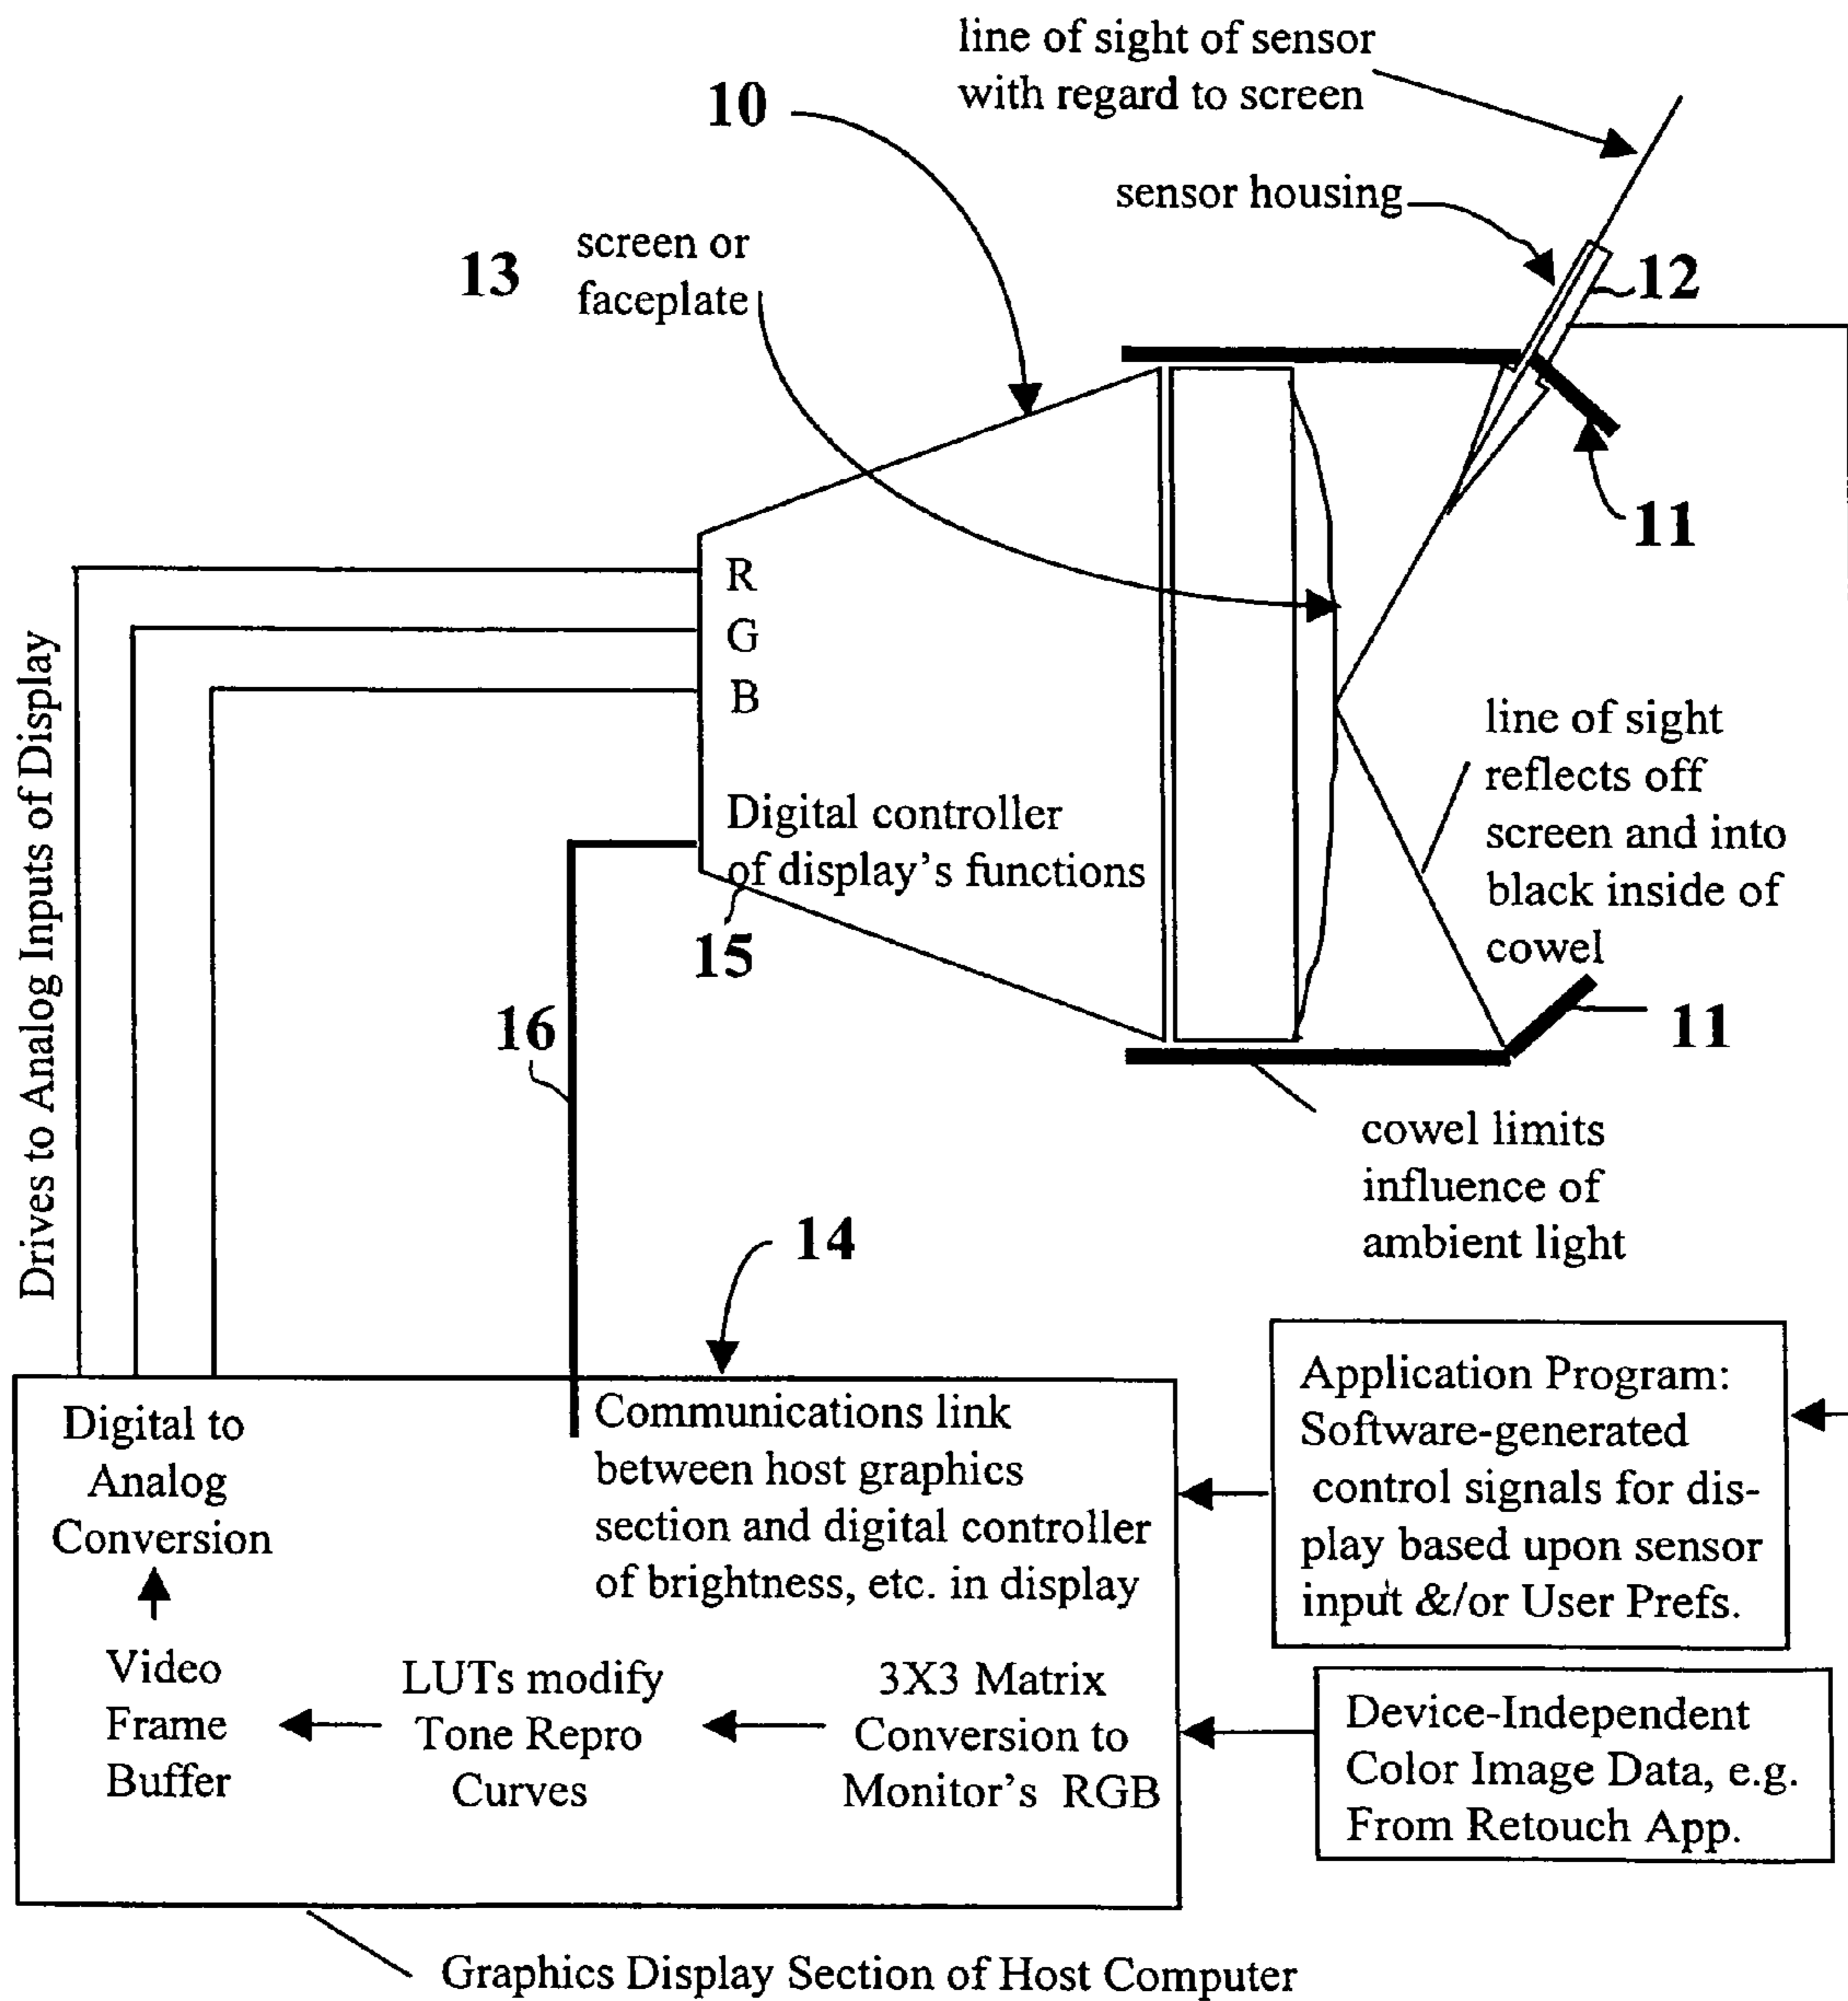 line of sight of sensor
with regard to screen
10
sensor housing
screen or
faceplate
13
12
11
R
G
B
Drives to Analog Inputs of Display
line of sight
reflects off
screen and into
black inside of
cowel
Digital controller
of display's functions
15
16
11
cowel limits
influence of
ambient light
14
Digital to
Analog
Conversion
Communications link
between host graphics
section and digital controller
of brightness, etc. in display
Application Program:
Software-generated
control signals for dis-
play based upon sensor
input &/or User Prefs.
Video
Frame
Buffer
LUTs modify
Tone Repro
Curves
3X3 Matrix
Conversion to
Monitor's RGB
Device-Independent
Color Image Data, e.g.
From Retouch App.
Graphics Display Section of Host Computer